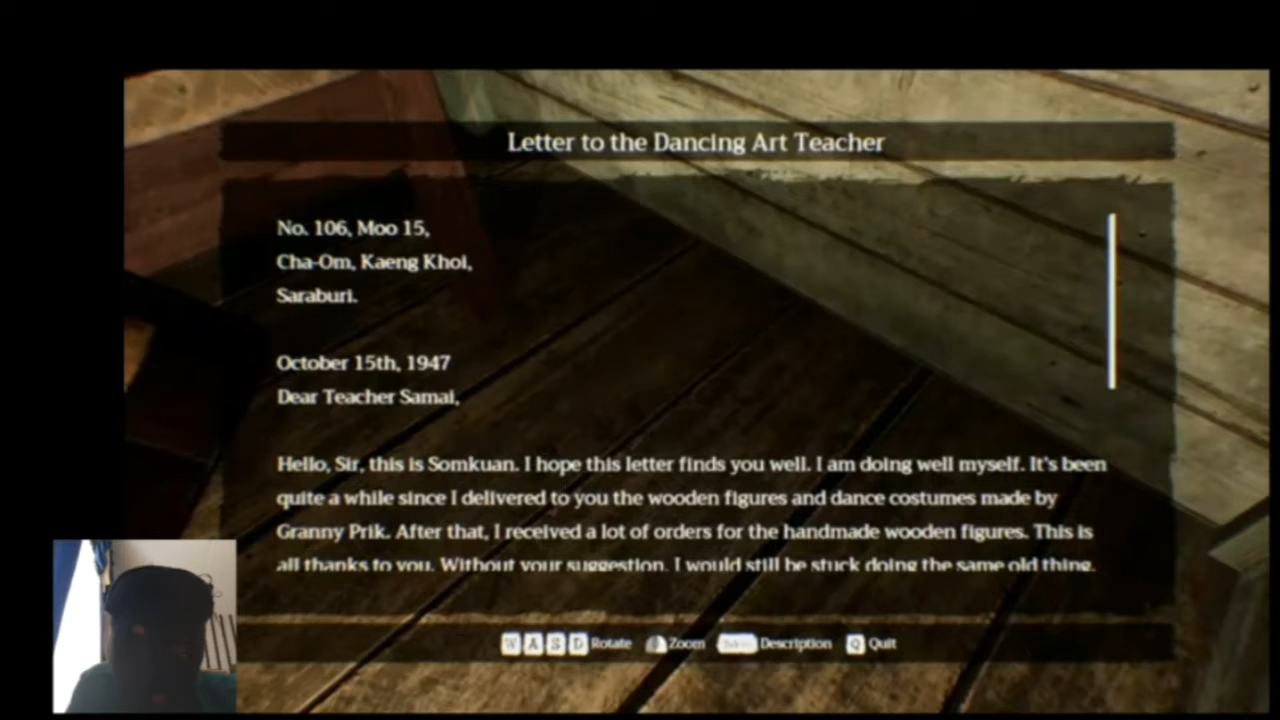 Letter to the Dancing Art Teacher
No. 106, Moo 15,
Cha-Om, Kaeng Khoi,
Saraburi.
October 15th, 1947
Dear Teacher Samai,
Hello, Sir, this is Somkuan. I hope this letter finds you well. I am doing well myself. It's been
quite a while since I delivered to you the wooden figures and dance costumes made by
Granny Prik. After that, I received a lot of orders for the handmade wooden figures. This is
all thanks to you. Without your suggestion, I would still be stuck doing the same old thing.
W A S D Rotate Zoom Description Q Quit